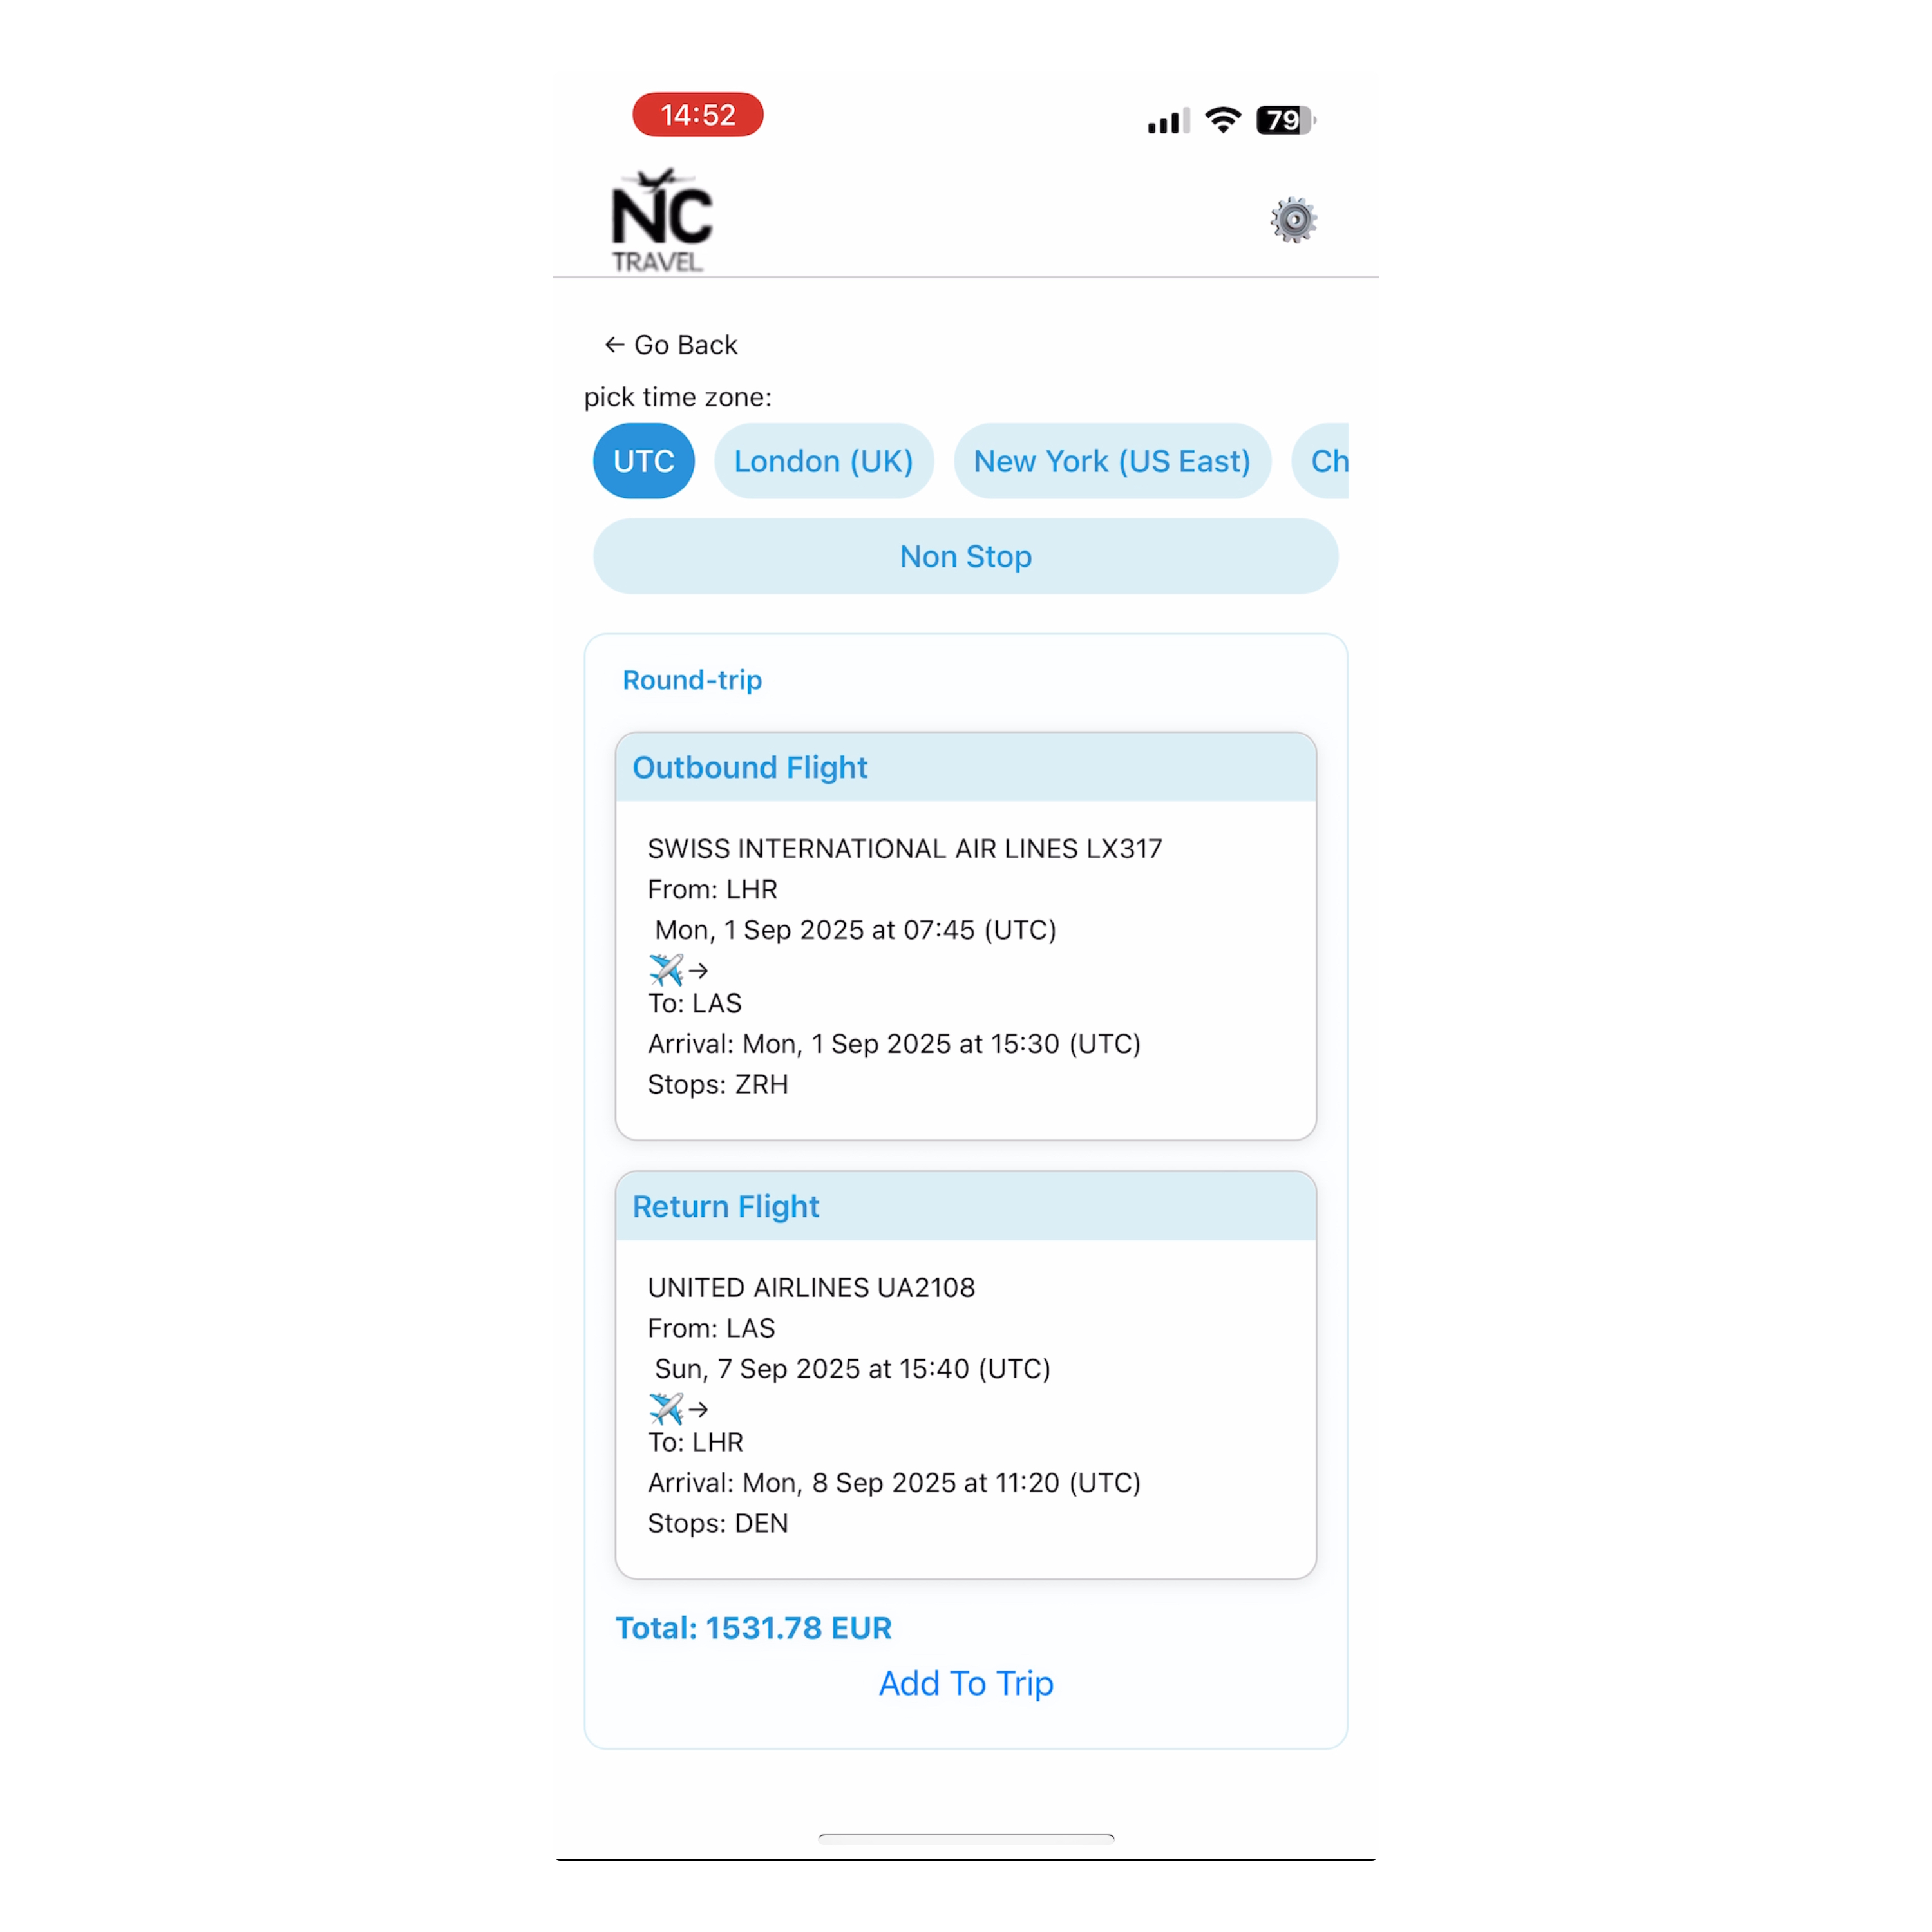 14:52
79
NC
TRAVEL
← Go Back
pick time zone:
UTC London (UK) New York (US East) Ch
Non Stop
Round-trip
Outbound Flight
SWISS INTERNATIONAL AIR LINES LX317
From: LHR
Mon, 1 Sep 2025 at 07:45 (UTC)
✈️→
To: LAS
Arrival: Mon, 1 Sep 2025 at 15:30 (UTC)
Stops: ZRH
Return Flight
UNITED AIRLINES UA2108
From: LAS
Sun, 7 Sep 2025 at 15:40 (UTC)
✈️→
To: LHR
Arrival: Mon, 8 Sep 2025 at 11:20 (UTC)
Stops: DEN
Total: 1531.78 EUR
Add To Trip